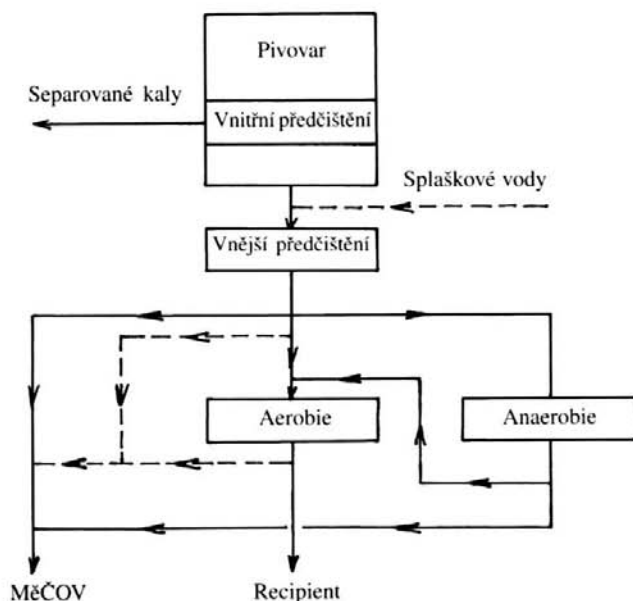 Pivovar
Separované kaly
Vnitřní předčištění
Splaškové vody
Vnější předčištění
Aerobie
Anaerobie
MěČOV
Recipient